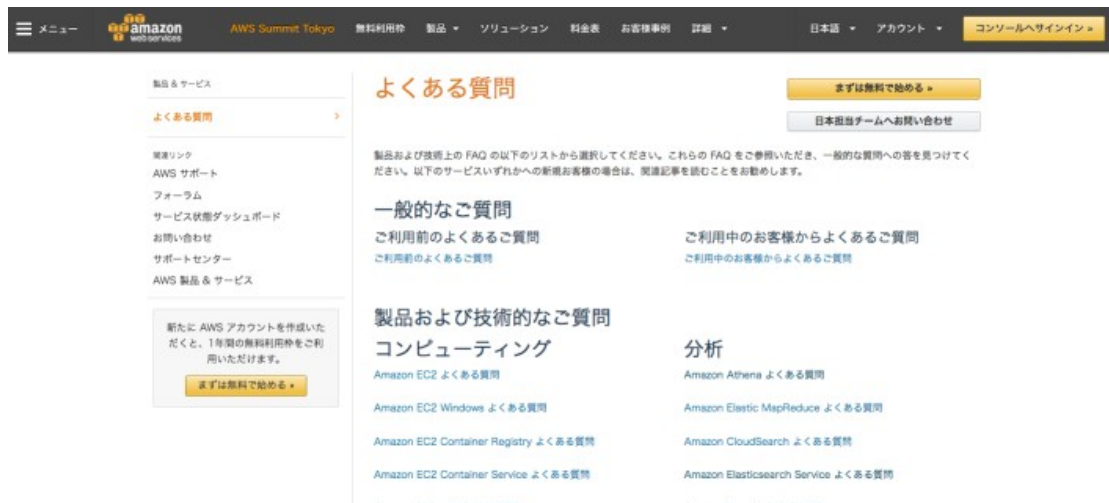 メニュー
amazon
web services
AWS Summit Tokyo
無料利用枠
製品
ソリューション
料金表
お客様事例
詳細
日本語
アカウント
コンソールへサインイン »
製品 & サービス
よくある質問
関連リンク
AWS サポート
フォーラム
サービス状態ダッシュボード
お問い合わせ
サポートセンター
AWS 製品 & サービス
新たに AWS アカウントを作成いた
だくと、1年間の無料利用枠をご利
用いただけます。
まずは無料で始める »
よくある質問
まずは無料で始める »
日本担当チームへお問い合わせ
製品および技術上の FAQ の以下のリストから選択してください。これらの FAQ をご参照いただき、一般的な質問への答を見つけてく
ださい。以下のサービスいずれかへの新規お客様の場合は、関連記事を読むことをお勧めします。
一般的なご質問
ご利用前のよくあるご質問
ご利用前のよくあるご質問
ご利用中のお客様からよくあるご質問
ご利用中のお客様からよくあるご質問
製品および技術的なご質問
コンピューティング
Amazon EC2 よくある質問
Amazon EC2 Windows よくある質問
Amazon EC2 Container Registry よくある質問
Amazon EC2 Container Service よくある質問
分析
Amazon Athena よくある質問
Amazon Elastic MapReduce よくある質問
Amazon CloudSearch よくある質問
Amazon Elasticsearch Service よくある質問